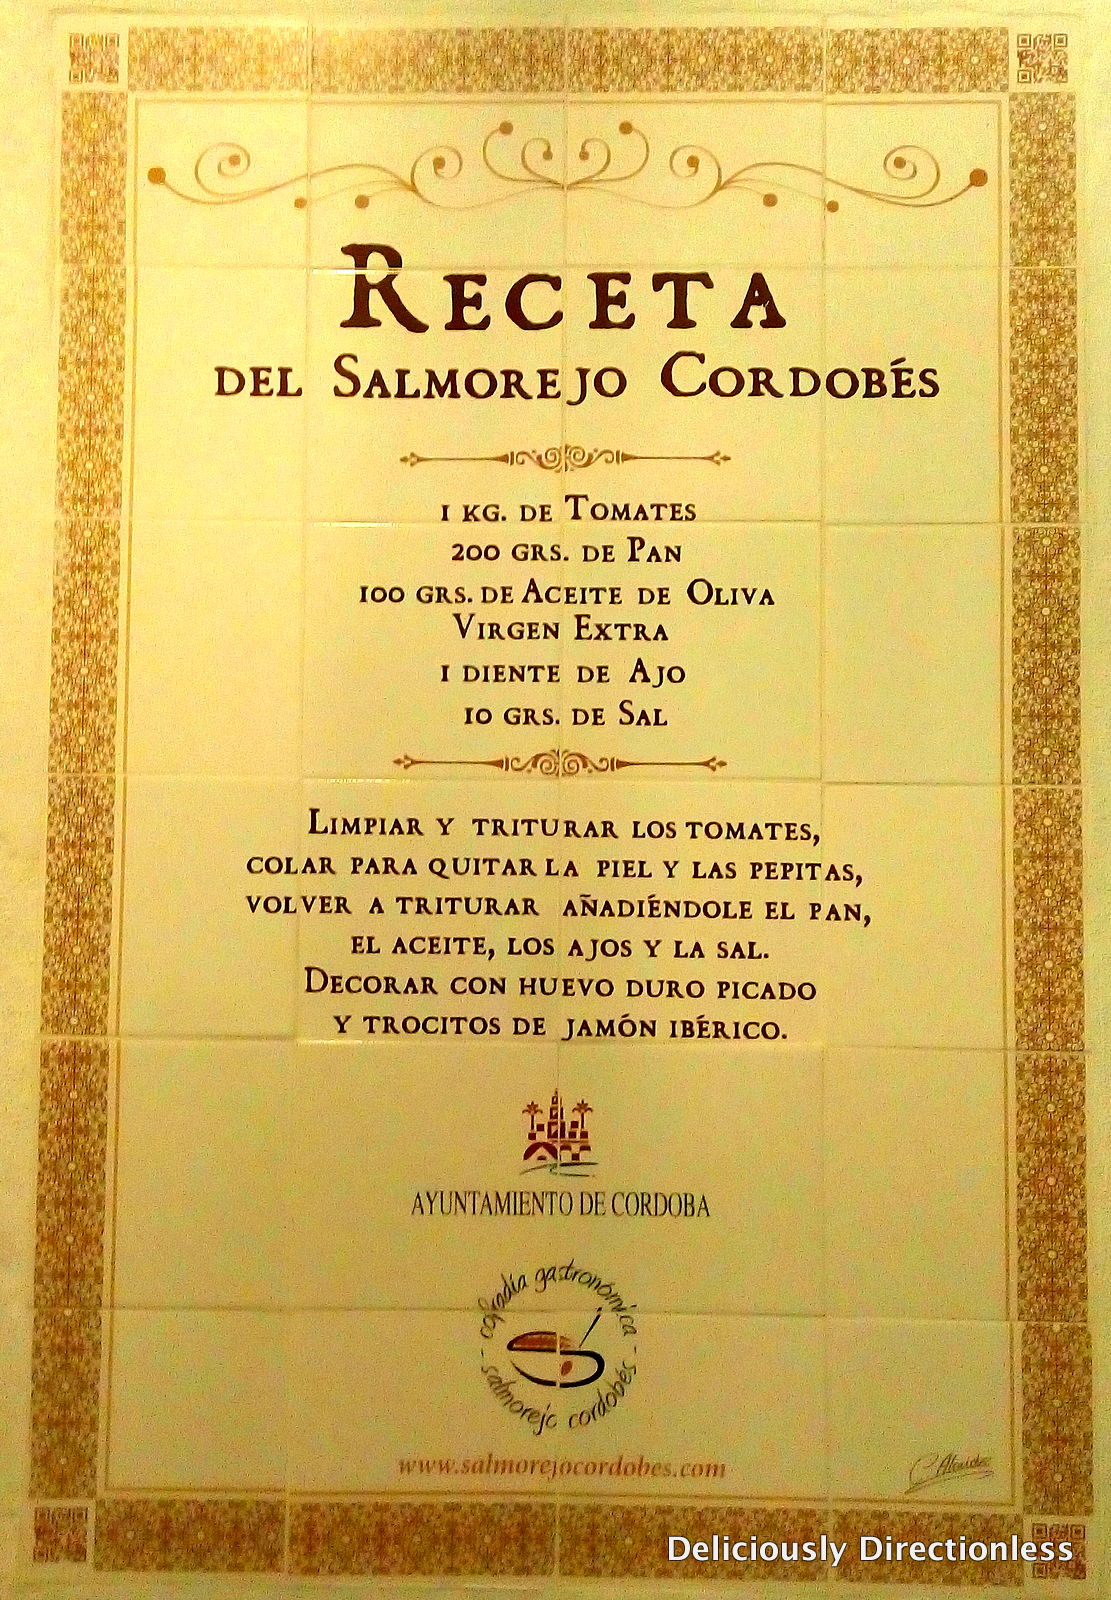 RECETA
DEL SALMOREJO CORDOBÉS
1 KG. DE TOMATES
200 GRS. DE PAN
100 GRS. DE ACEITE DE OLIVA
VIRGEN EXTRA
1 DIENTE DE AJO
10 GRS. DE SAL
LIMPIAR Y TRITURAR LOS TOMATES,
COLAR PARA QUITAR LA PIEL Y LAS PEPITAS,
VOLVER A TRITURAR AÑADIÉNDOLE EL PAN,
EL ACEITE, LOS AJOS Y LA SAL.
DECORAR CON HUEVO DURO PICADO
Y TROCITOS DE JAMÓN IBÉRICO.
AYUNTAMIENTO DE CORDOBA
cofradía gastronómica
- salmorejo cordobés -
www.salmorejocordobes.com
Deliciously Directionless